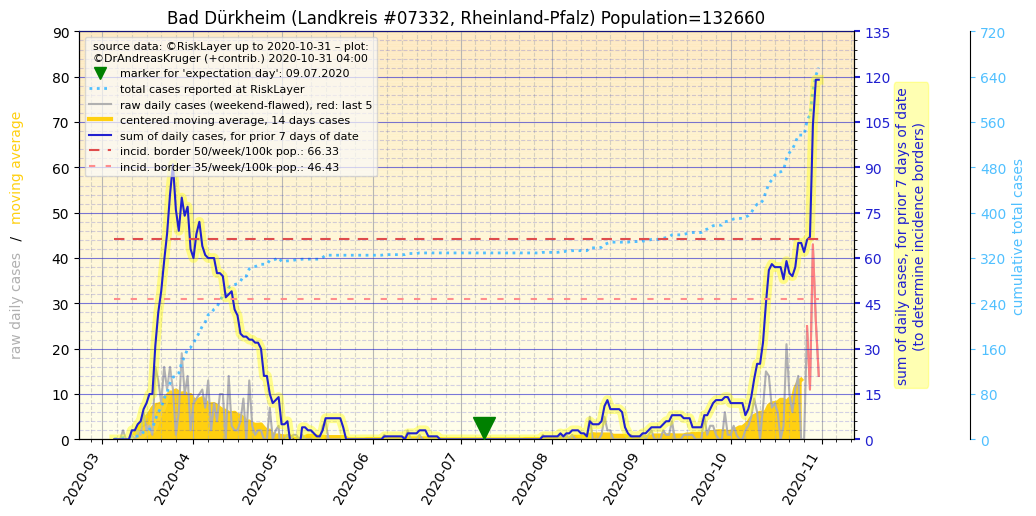 Bad Dürkheim (Landkreis #07332, Rheinland-Pfalz) Population=132660
source data: ©RiskLayer up to 2020-10-31 – plot:
©DrAndreasKruger (+contrib.) 2020-10-31 04:00
marker for 'expectation day': 09.07.2020
total cases reported at RiskLayer
raw daily cases (weekend-flawed), red: last 5
centered moving average, 14 days cases
sum of daily cases, for prior 7 days of date
incid. border 50/week/100k pop.: 66.33
incid. border 35/week/100k pop.: 46.43
raw daily cases / moving average
90
80
70
60
50
40
30
20
10
0
135
120
105
90
75
60
45
30
15
0
sum of daily cases, for prior 7 days of date
(to determine incidence borders)
720
640
560
480
400
320
240
160
80
0
cumulative total cases
2020-03
2020-04
2020-05
2020-06
2020-07
2020-08
2020-09
2020-10
2020-11